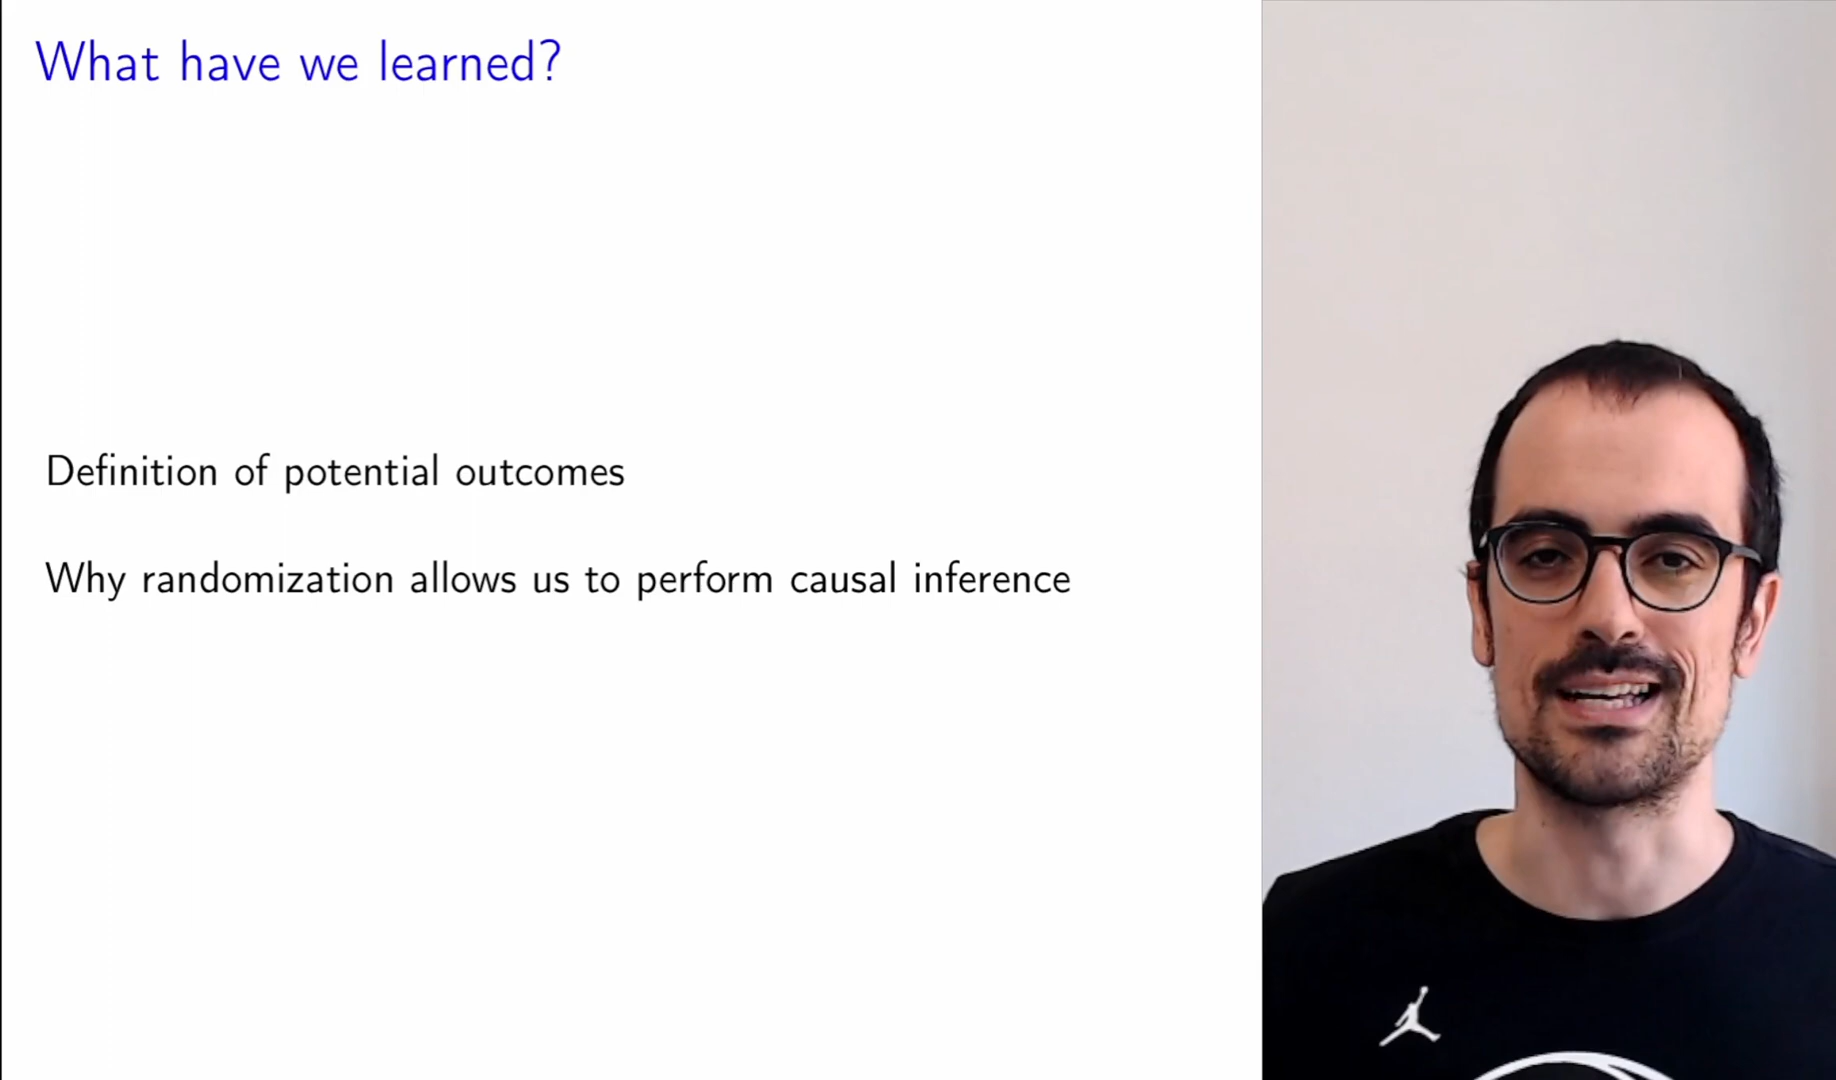 What have we learned?
Definition of potential outcomes
Why randomization allows us to perform causal inference